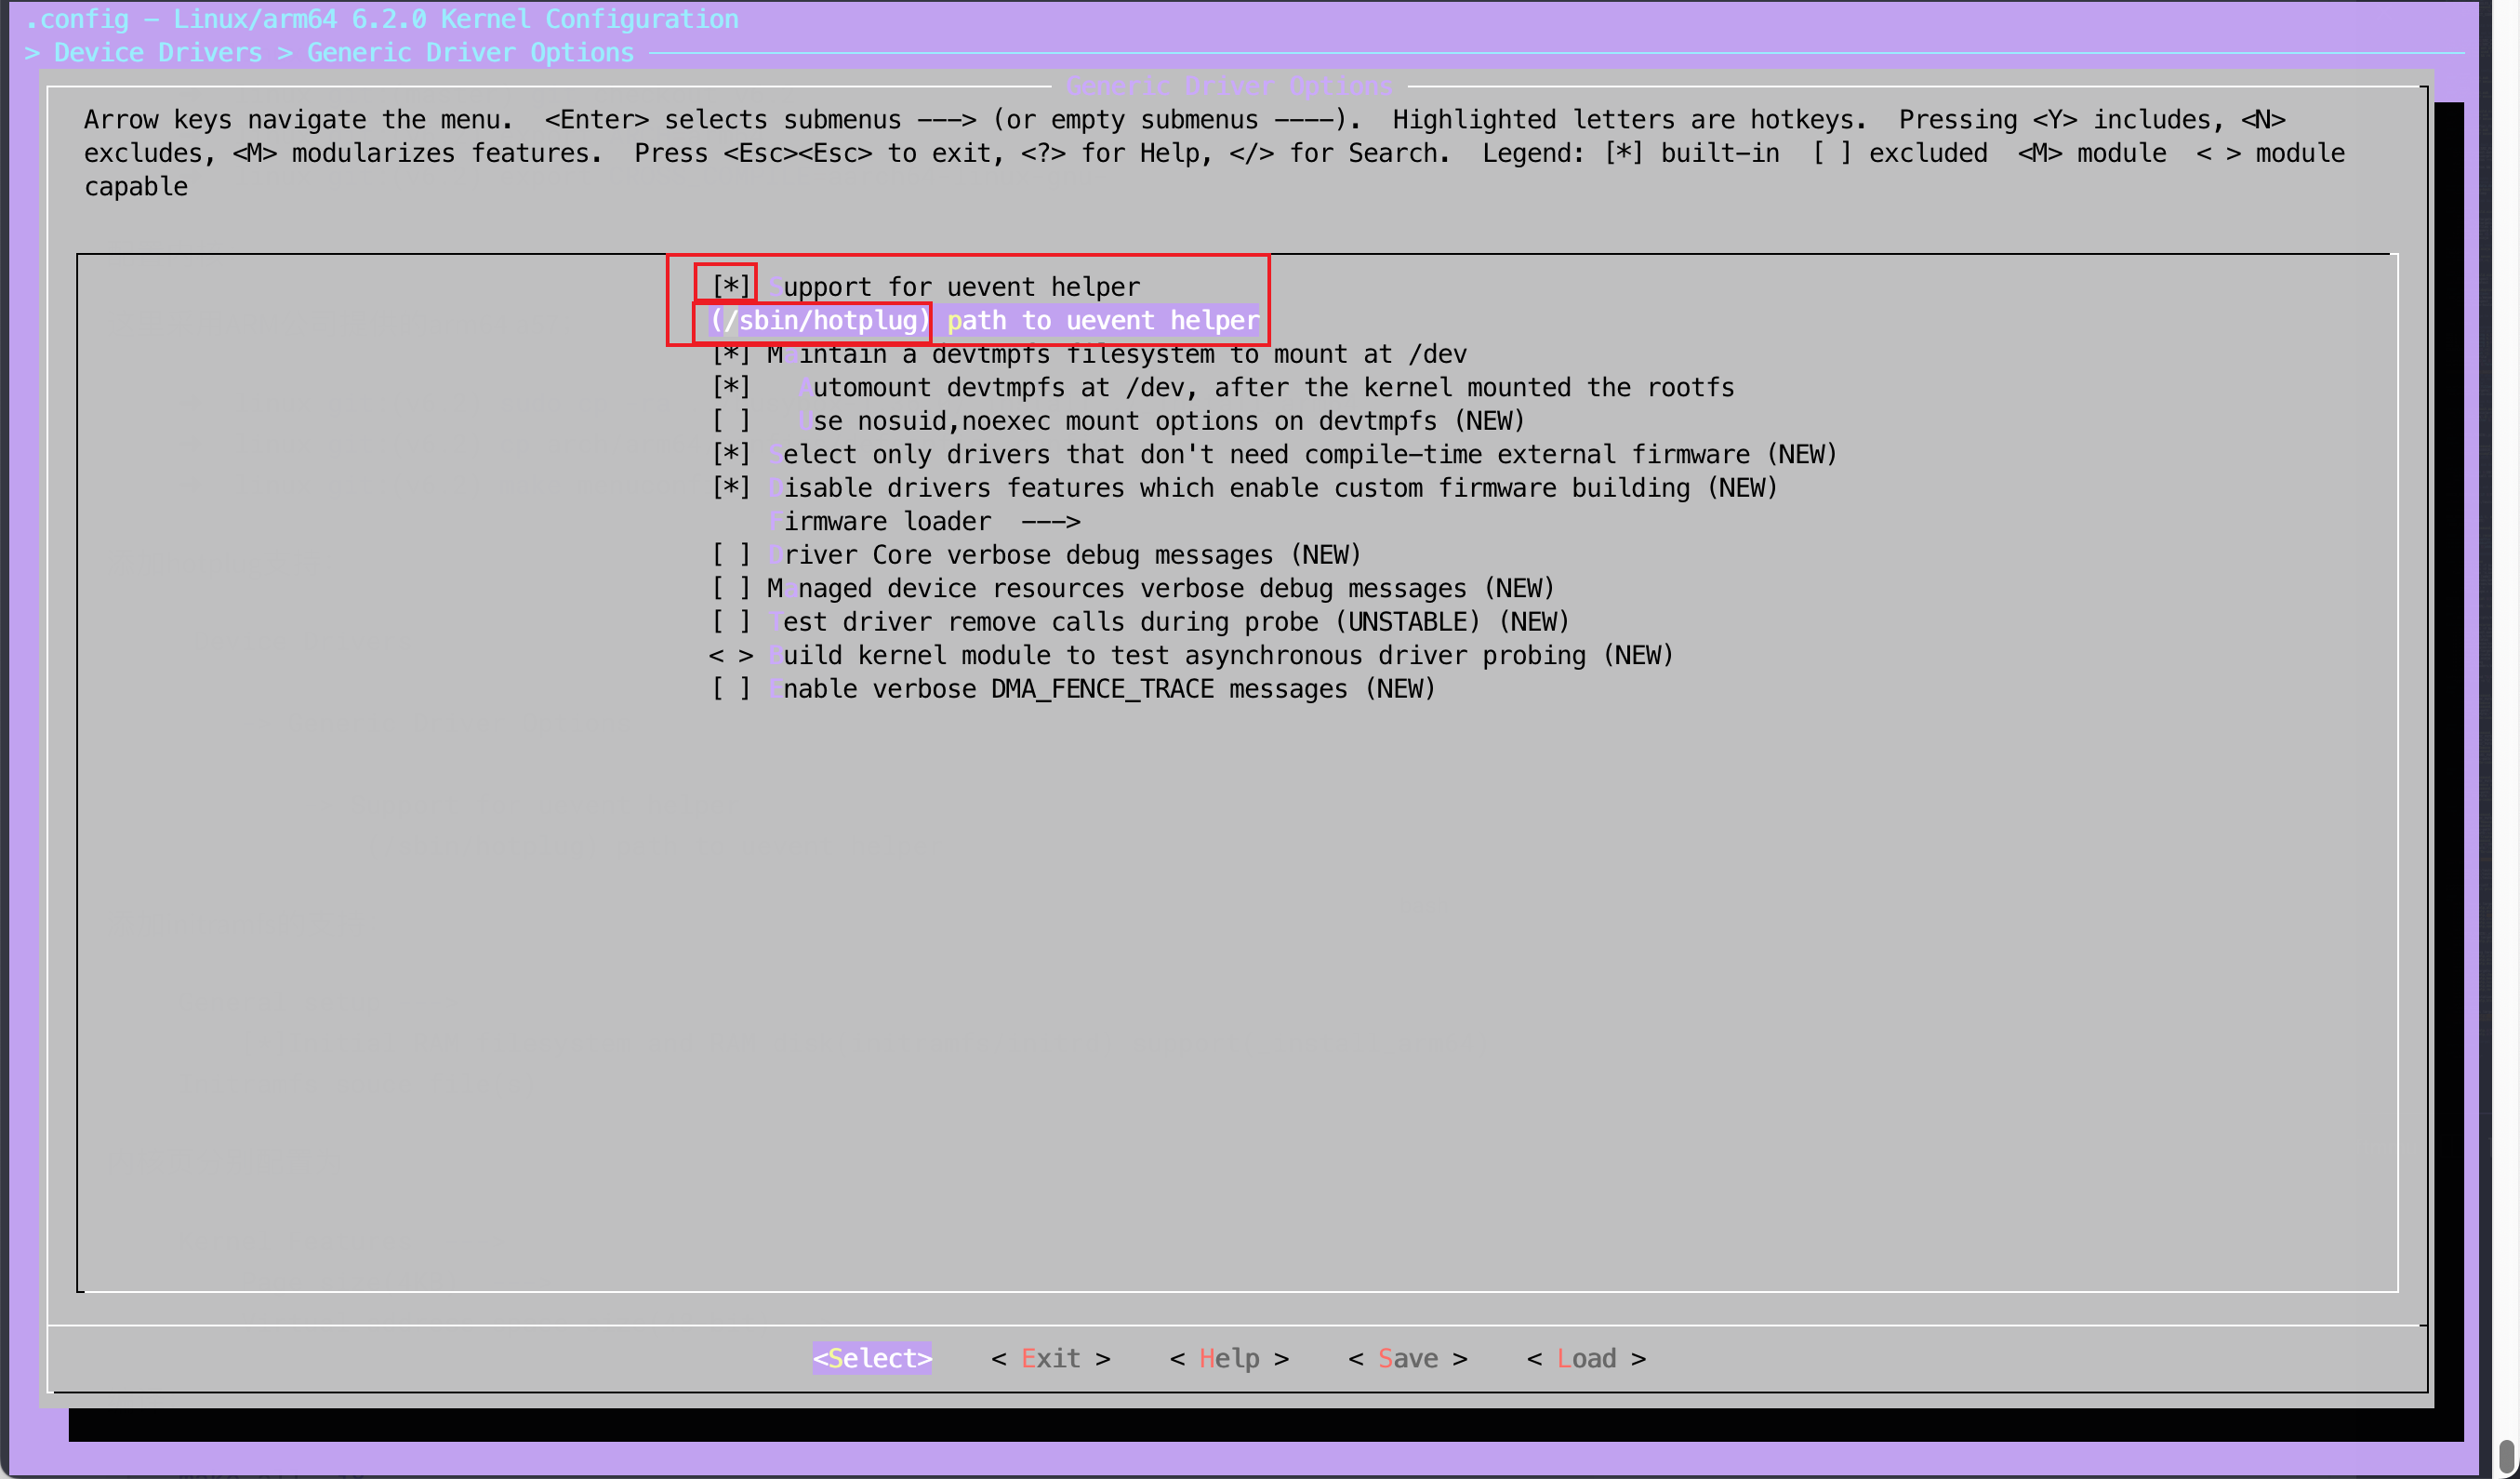 .config - Linux/arm64 6.2.0 Kernel Configuration
> Device Drivers > Generic Driver Options
Generic Driver Options
Arrow keys navigate the menu.  <Enter> selects submenus ---> (or empty submenus ----).  Highlighted letters are hotkeys.  Pressing <Y> includes, <N>
excludes, <M> modularizes features.  Press <Esc><Esc> to exit, <?> for Help, </> for Search.  Legend: [*] built-in  [ ] excluded  <M> module  < > module
capable
[*] Support for uevent helper
(/sbin/hotplug) path to uevent helper
[*] Maintain a devtmpfs filesystem to mount at /dev
[*]   Automount devtmpfs at /dev, after the kernel mounted the rootfs
[ ]   Use nosuid,noexec mount options on devtmpfs (NEW)
[*] Select only drivers that don't need compile-time external firmware (NEW)
[*] Disable drivers features which enable custom firmware building (NEW)
Firmware loader  --->
[ ] Driver Core verbose debug messages (NEW)
[ ] Managed device resources verbose debug messages (NEW)
[ ] Test driver remove calls during probe (UNSTABLE) (NEW)
< > Build kernel module to test asynchronous driver probing (NEW)
[ ] Enable verbose DMA_FENCE_TRACE messages (NEW)
<Select>    < Exit >    < Help >    < Save >    < Load >